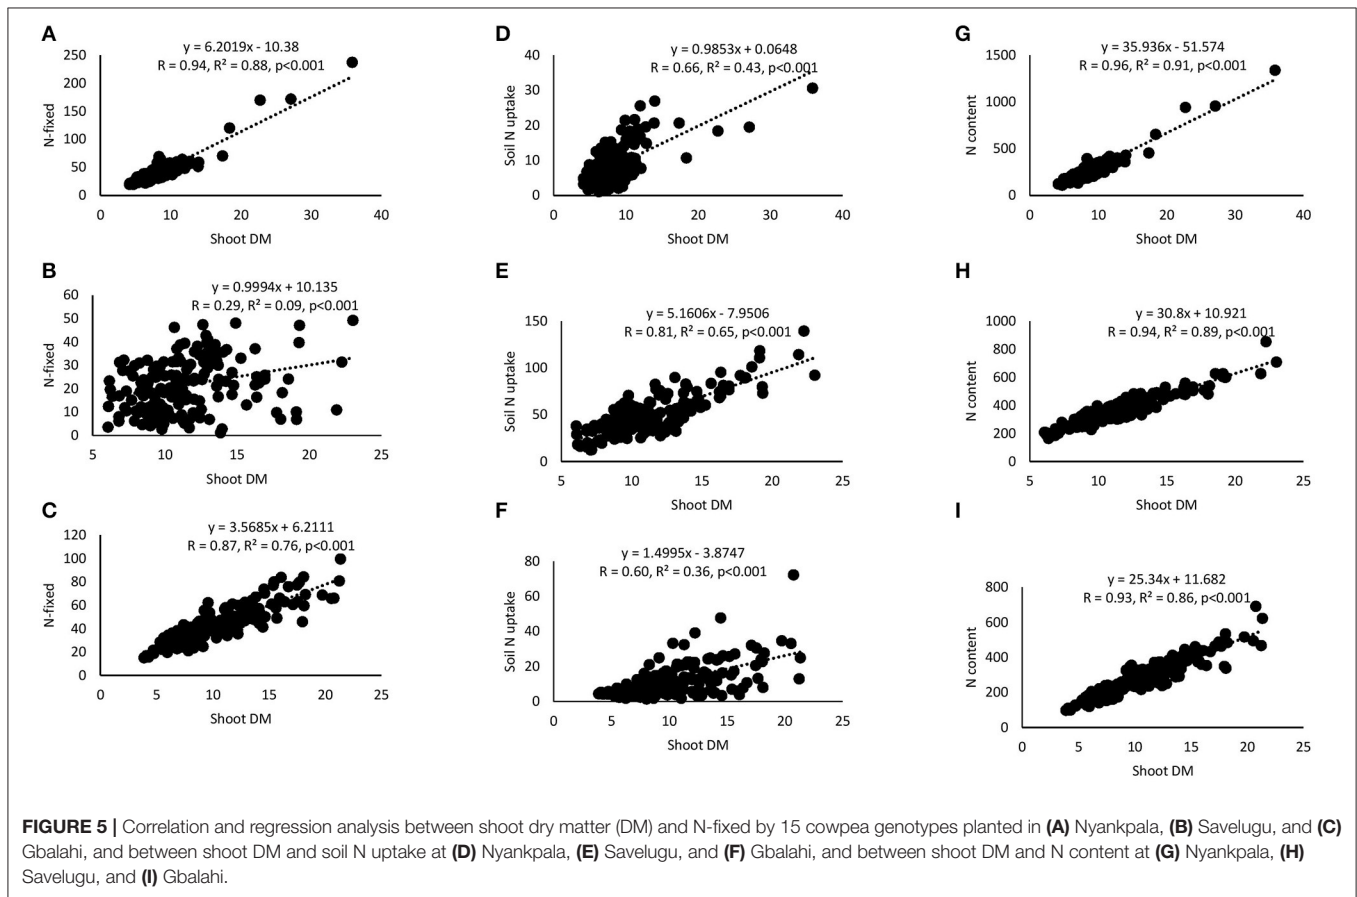 A
y = 6.2019x - 10.38
R = 0.94, R² = 0.88, p<0.001
250
200
150
100
50
0
N-fixed
0 10 20 30 40
Shoot DM
D
y = 0.9853x + 0.0648
R = 0.66, R² = 0.43, p<0.001
40
30
20
10
0
Soil N uptake
0 10 20 30 40
Shoot DM
G
y = 35.936x - 51.574
R = 0.96, R² = 0.91, p<0.001
1500
1000
500
0
N content
0 10 20 30 40
Shoot DM
B
y = 0.9994x + 10.135
R = 0.29, R² = 0.09, p<0.001
60
50
40
30
20
10
0
N-fixed
5 10 15 20 25
Shoot DM
E
y = 5.1606x - 7.9506
R = 0.81, R² = 0.65, p<0.001
150
100
50
0
Soil N uptake
5 10 15 20 25
Shoot DM
H
y = 30.8x + 10.921
R = 0.94, R² = 0.89, p<0.001
1000
800
600
400
200
0
N content
5 10 15 20 25
Shoot DM
C
y = 3.5685x + 6.2111
R = 0.87, R² = 0.76, p<0.001
120
100
80
60
40
20
0
N-fixed
0 5 10 15 20 25
Shoot DM
F
y = 1.4995x - 3.8747
R = 0.60, R² = 0.36, p<0.001
80
60
40
20
0
Soil N uptake
0 5 10 15 20 25
Shoot DM
I
y = 25.34x + 11.682
R = 0.93, R² = 0.86, p<0.001
800
600
400
200
0
N content
0 5 10 15 20 25
Shoot DM
FIGURE 5 | Correlation and regression analysis between shoot dry matter (DM) and N-fixed by 15 cowpea genotypes planted in (A) Nyankpala, (B) Savelugu, and (C)
Gbalahi, and between shoot DM and soil N uptake at (D) Nyankpala, (E) Savelugu, and (F) Gbalahi, and between shoot DM and N content at (G) Nyankpala, (H)
Savelugu, and (I) Gbalahi.